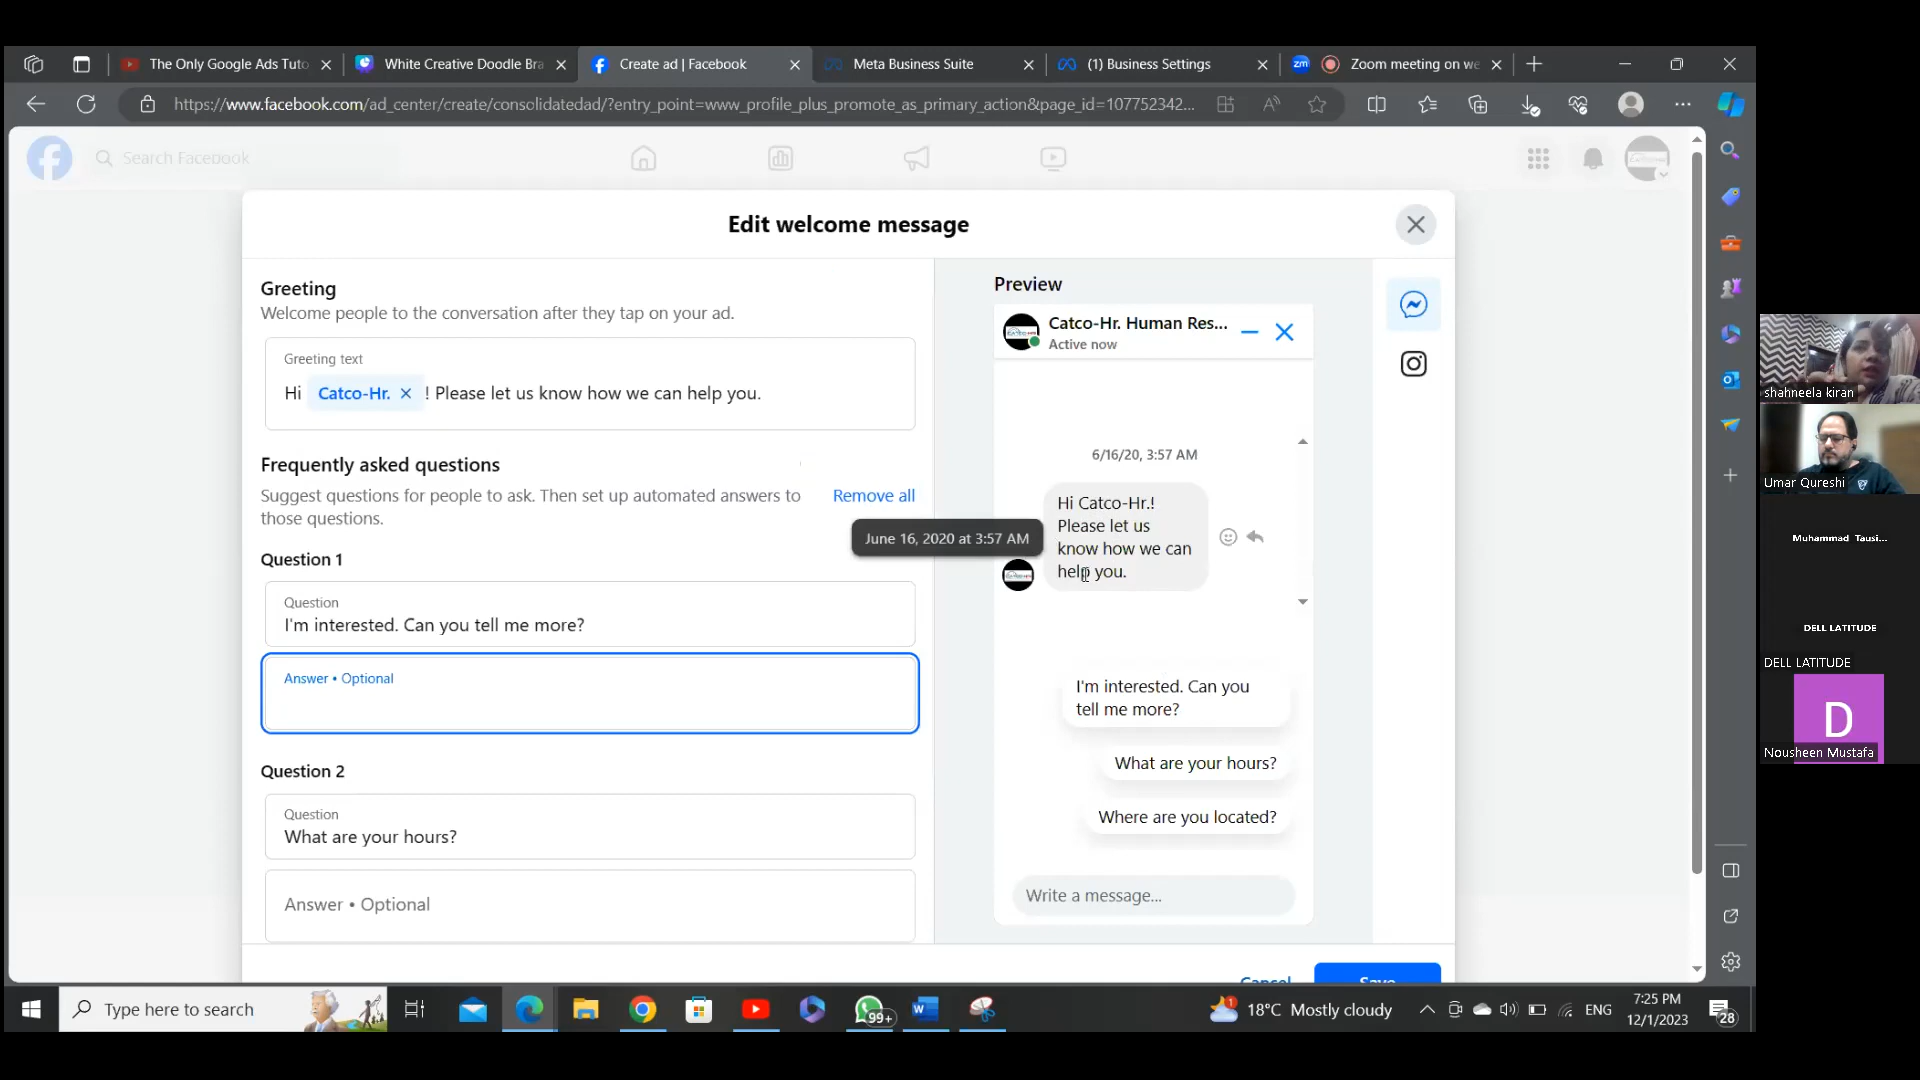 The Only Google Ads Tuto
White Creative Doodle Bra
Create ad | Facebook
Meta Business Suite
(1) Business Settings
zm
Zoom meeting on we
https://www.facebook.com/ad_center/create/consolidatedad/?entry_point=www_profile_plus_promote_as_primary_action&page_id=107752342...
Search Facebook
Edit welcome message
Greeting
Welcome people to the conversation after they tap on your ad.
Greeting text
Hi Catco-Hr. ! Please let us know how we can help you.
Frequently asked questions
Suggest questions for people to ask. Then set up automated answers to
those questions.
Remove all
Question 1
Question
I'm interested. Can you tell me more?
Answer • Optional
Question 2
Question
What are your hours?
Answer • Optional
Preview
Catco-Hr. Human Res...
Active now
6/16/20, 3:57 AM
Hi Catco-Hr.!
Please let us
know how we can
help you.
June 16, 2020 at 3:57 AM
I'm interested. Can you
tell me more?
What are your hours?
Where are you located?
Write a message...
Cancel
Save
shahneela kiran
Umar Qureshi
Muhammad Tausi...
DELL LATITUDE
DELL LATITUDE
D
Nousheen Mustafa
Type here to search
99+
18°C Mostly cloudy
ENG
7:25 PM
12/1/2023
28